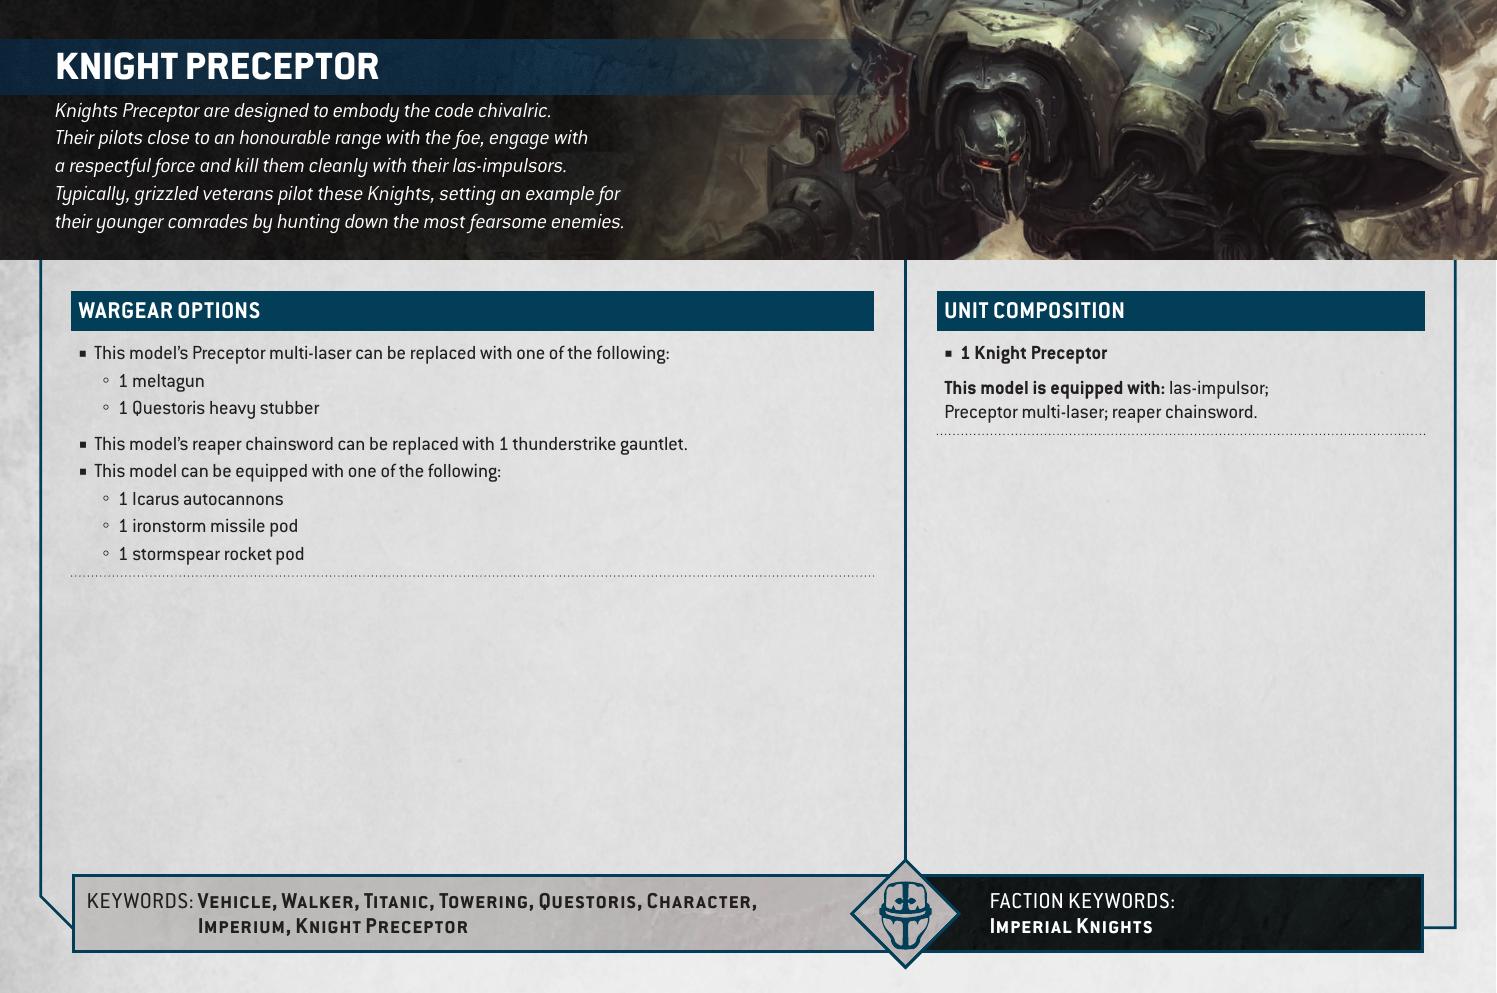 KNIGHT PRECEPTOR
Knights Preceptor are designed to embody the code chivalric.
Their pilots close to an honourable range with the foe, engage with
a respectful force and kill them cleanly with their las-impulsors.
Typically, grizzled veterans pilot these Knights, setting an example for
their younger comrades by hunting down the most fearsome enemies.
WARGEAR OPTIONS
▪ This model’s Preceptor multi-laser can be replaced with one of the following:
◦ 1 meltagun
◦ 1 Questoris heavy stubber
▪ This model’s reaper chainsword can be replaced with 1 thunderstrike gauntlet.
▪ This model can be equipped with one of the following:
◦ 1 Icarus autocannons
◦ 1 ironstorm missile pod
◦ 1 stormspear rocket pod
UNIT COMPOSITION
▪ 1 Knight Preceptor
This model is equipped with: las-impulsor;
Preceptor multi-laser; reaper chainsword.
KEYWORDS: Vehicle, Walker, Titanic, Towering, Questoris, Character,
Imperium, Knight Preceptor
FACTION KEYWORDS:
Imperial Knights